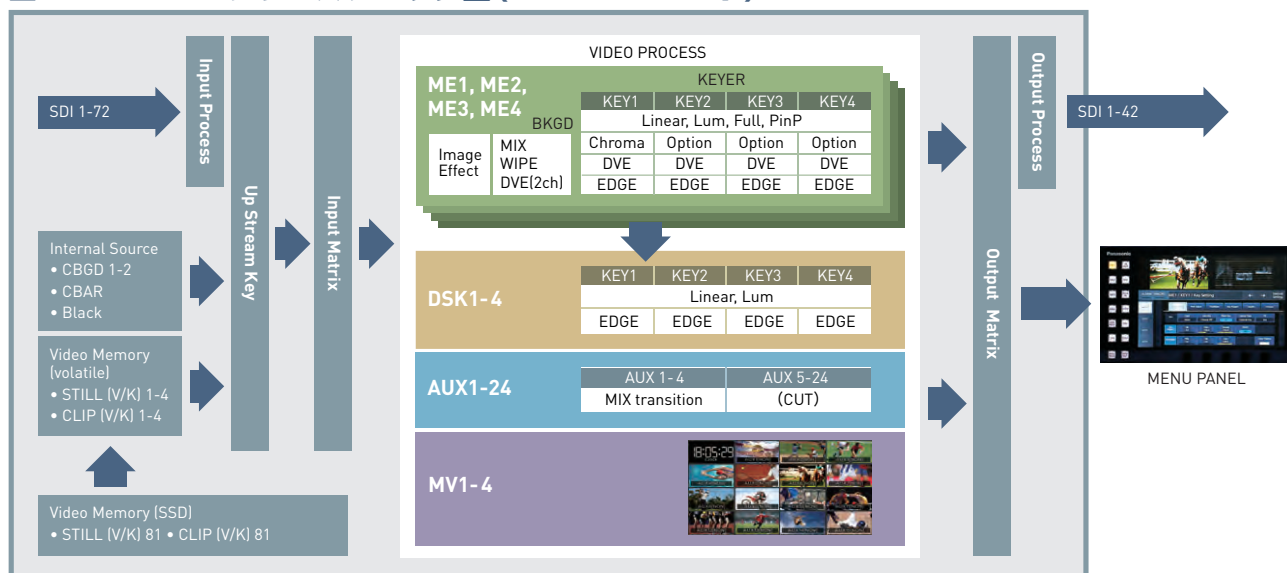 VIDEO PROCESS
SDI 1-72
Input Process
Up Stream Key
Input Matrix
Internal Source
• CBGD 1-2
• CBAR
• Black
Video Memory
(volatile)
• STILL (V/K) 1-4
• CLIP (V/K) 1-4
Video Memory (SSD)
• STILL (V/K) 81 • CLIP (V/K) 81
ME1, ME2,
ME3, ME4
BKGD
Image
Effect
MIX
WIPE
DVE(2ch)
KEYER
KEY1 KEY2 KEY3 KEY4
Linear, Lum, Full, PinP
Chroma Option Option Option
DVE DVE DVE DVE
EDGE EDGE EDGE EDGE
DSK1-4
KEY1 KEY2 KEY3 KEY4
Linear, Lum
EDGE EDGE EDGE EDGE
AUX1-24
AUX 1-4 AUX 5-24
MIX transition (CUT)
MV1-4
18:05:29
Output Matrix
Output Process
SDI 1-42
Panasonic
MENU PANEL